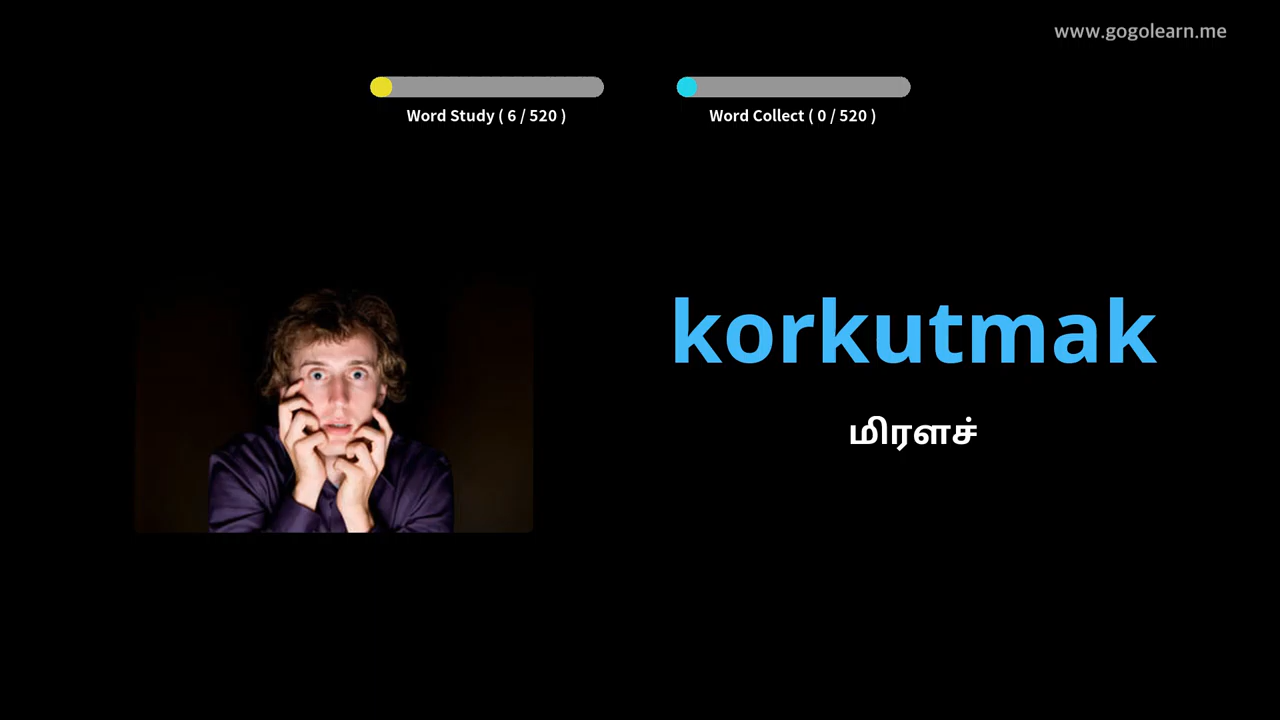 www.gogolearn.me
Word Study ( 6 / 520 )
Word Collect ( 0 / 520 )
korkutmak
மிரளச்